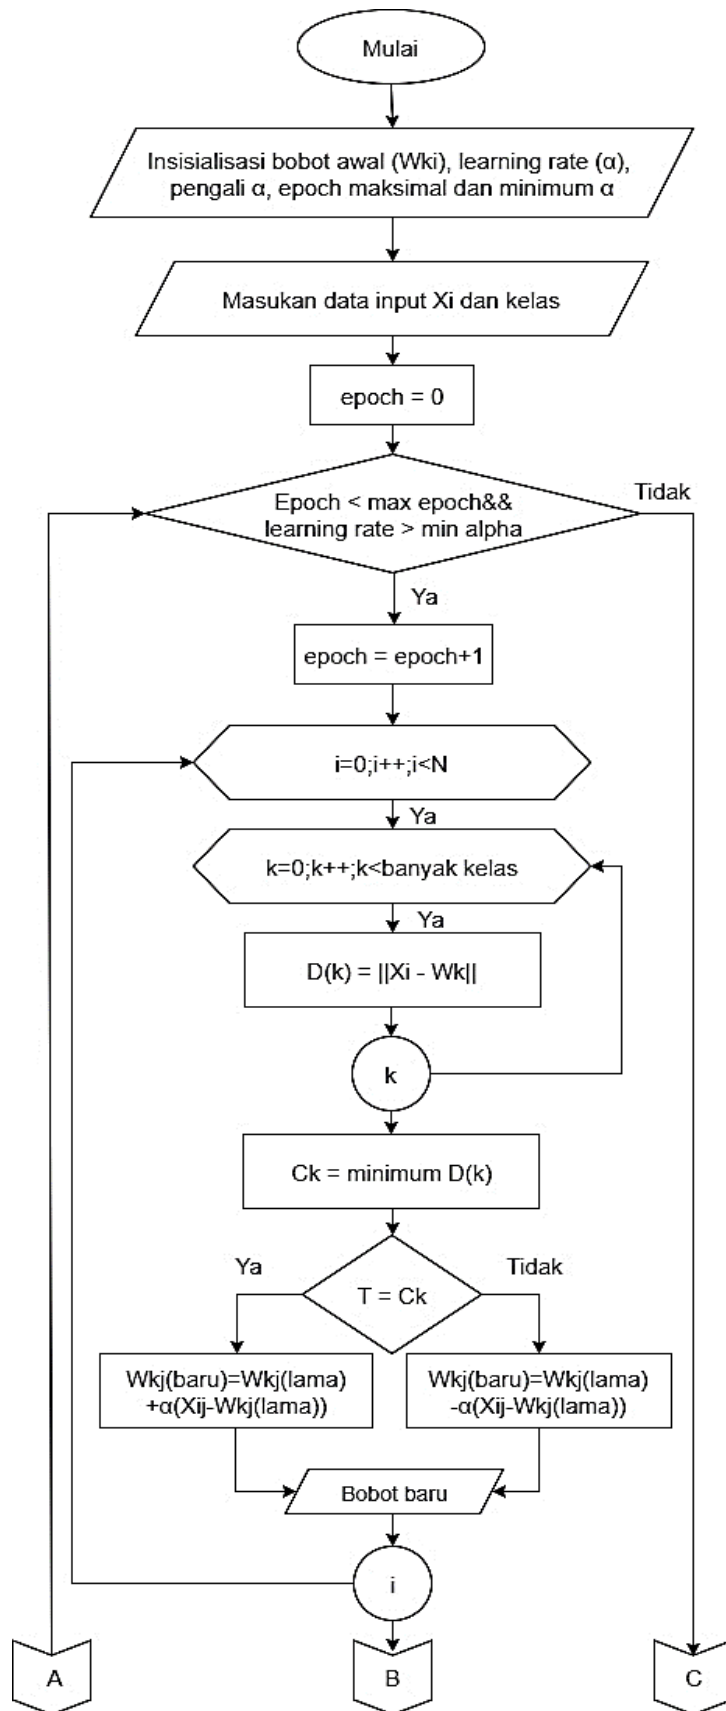 Mulai
Insisialisasi bobot awal (Wki), learning rate (α),
pengali α, epoch maksimal dan minimum α
Masukan data input Xi dan kelas
epoch = 0
Epoch < max epoch&&
learning rate > min alpha
Tidak
Ya
epoch = epoch+1
i=0;i++;i<N
Ya
k=0;k++;k<banyak kelas
Ya
D(k) = ||Xi - Wk||
k
Ck = minimum D(k)
Ya
Tidak
T = Ck
Wkj(baru)=Wkj(lama)
+α(Xij-Wkj(lama))
Wkj(baru)=Wkj(lama)
-α(Xij-Wkj(lama))
Bobot baru
i
A
B
C